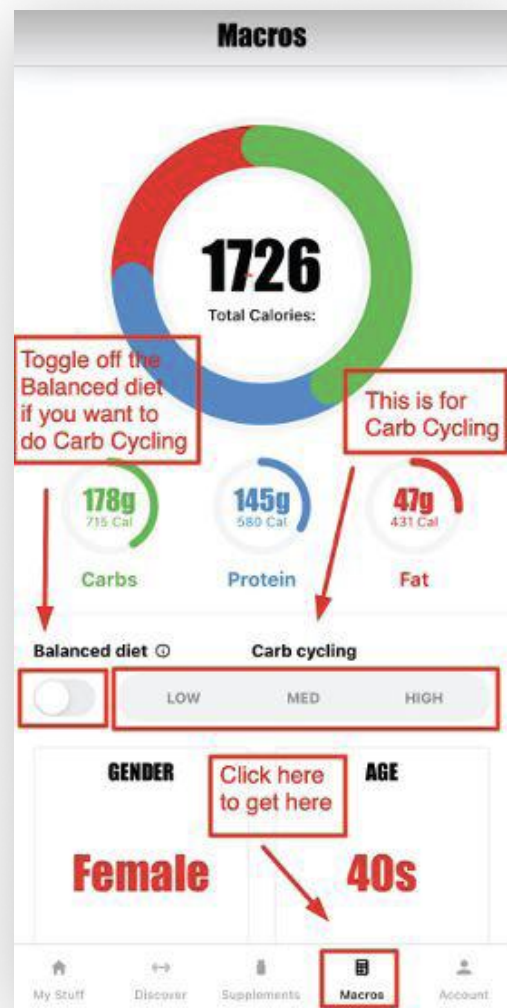 Macros
1726
Total Calories:
Toggle off the
Balanced diet
if you want to
do Carb Cycling
This is for
Carb Cycling
178g
715 Cal
Carbs
145g
580 Cal
Protein
47g
431 Cal
Fat
Balanced diet
Carb cycling
LOW MED HIGH
GENDER
Female
Click here
to get here
AGE
40s
My Stuff Discover Supplements Macros Account